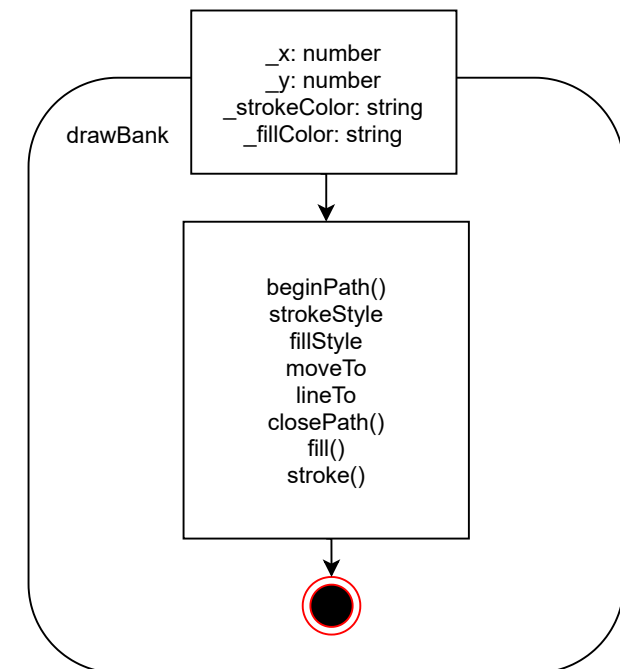 _x: number
_y: number
_strokeColor: string
_fillColor: string
drawBank
beginPath()
strokeStyle
fillStyle
moveTo
lineTo
closePath()
fill()
stroke()